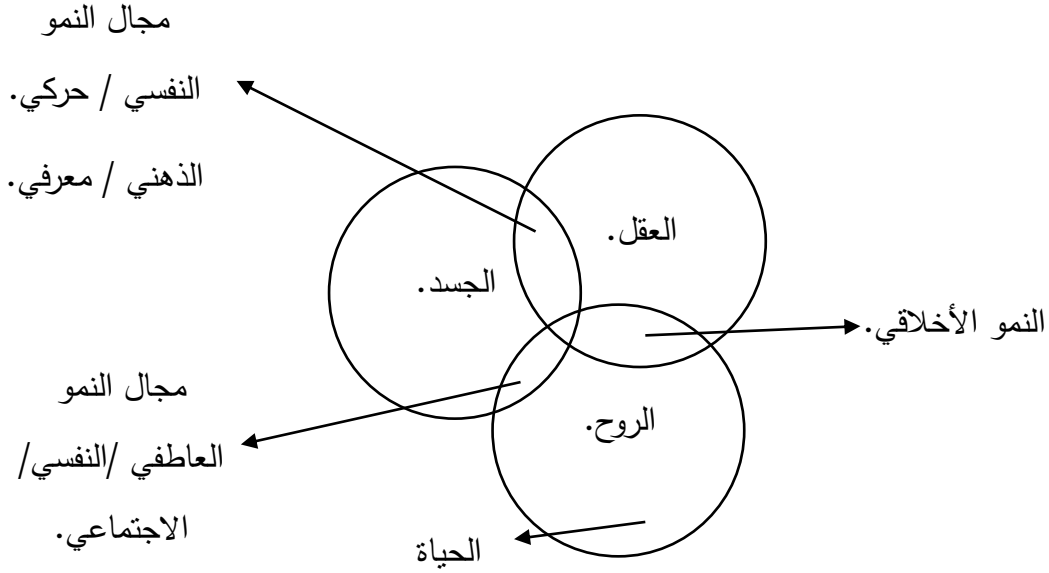 مجال النمو
النفسي / حركي.
الذهني / معرفي.
العقل.
الجسد.
النمو الأخلاقي.
مجال النمو
العاطفي /النفسي/
الاجتماعي.
الروح.
الحياة